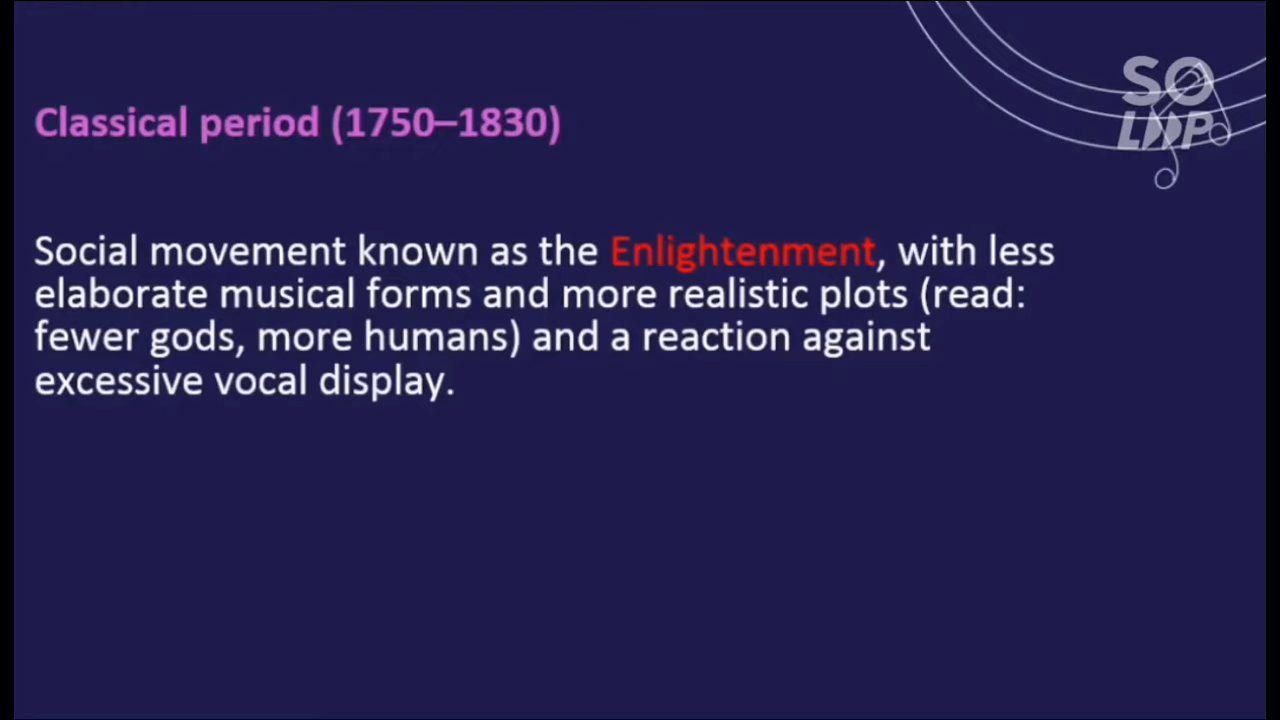 SO
LOOP
Classical period (1750–1830)
Social movement known as the Enlightenment, with less
elaborate musical forms and more realistic plots (read:
fewer gods, more humans) and a reaction against
excessive vocal display.